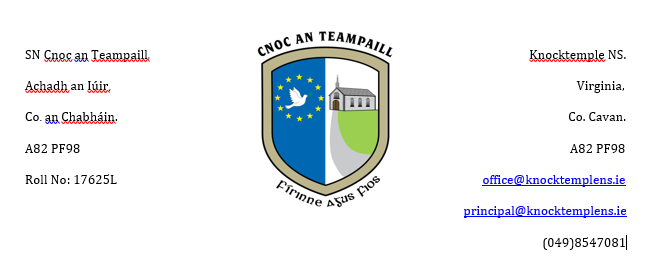 SN Cnoc an Teampaill,
Achadh an Iúir,
Co. an Chabháin.
A82 PF98
Roll No: 17625L
CNOC AN TEAMPAILL
Fírinne agus Fios
Knocktemple NS.
Virginia,
Co. Cavan.
A82 PF98
office@knocktemplens.ie
principal@knocktemplens.ie
(049)8547081